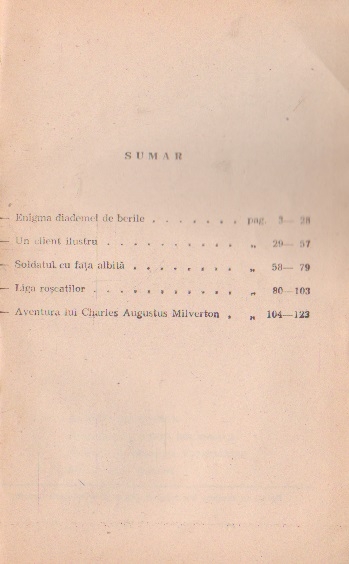 SUMAR
— Enigma diademei de berile . . . . . . . pag. 3— 28
— Un client ilustru . . . . . . . . . „ 29— 57
— Soldatul cu fața albită . . . . . . . . „ 58— 79
— Liga roșcaților . . . . . . . . . . „ 80—103
— Aventura lui Charles Augustus Milverton . „ 104—123